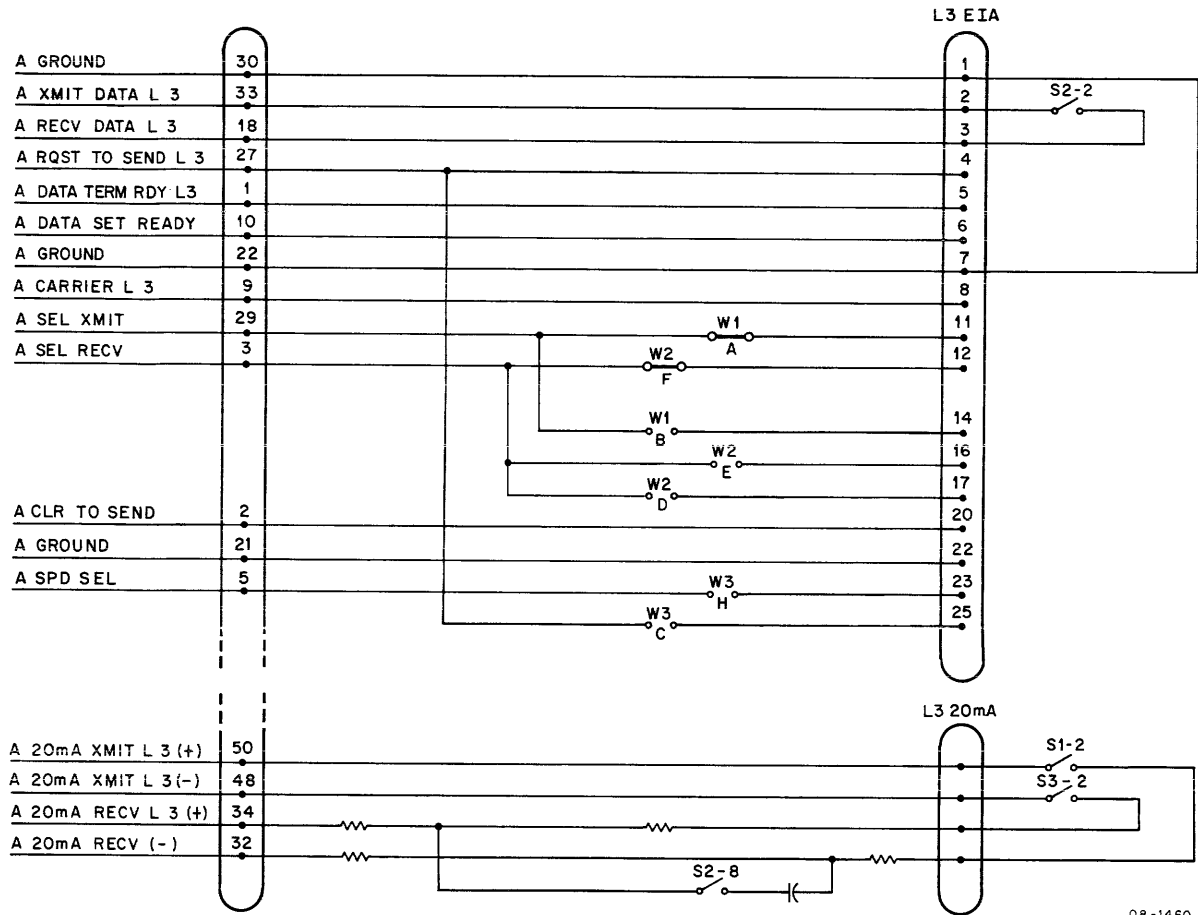 L3 EIA
A GROUND 30 1
A XMIT DATA L 3 33 2 S2-2
A RECV DATA L 3 18 3
A RQST TO SEND L 3 27 4
A DATA TERM RDY L3 1 5
A DATA SET READY 10 6
A GROUND 22 7
A CARRIER L 3 9 8
A SEL XMIT 29 W1 A 11
A SEL RECV 3 W2 F 12
W1 B 14
W2 E 16
W2 D 17
A CLR TO SEND 2 20
A GROUND 21 22
A SPD SEL 5 W3 H 23
W3 C 25
L3 20mA
A 20mA XMIT L 3 (+) 50 S1-2
A 20mA XMIT L 3 (-) 48 S3-2
A 20mA RECV L 3 (+) 34
A 20mA RECV (-) 32
S2-8
08-1460